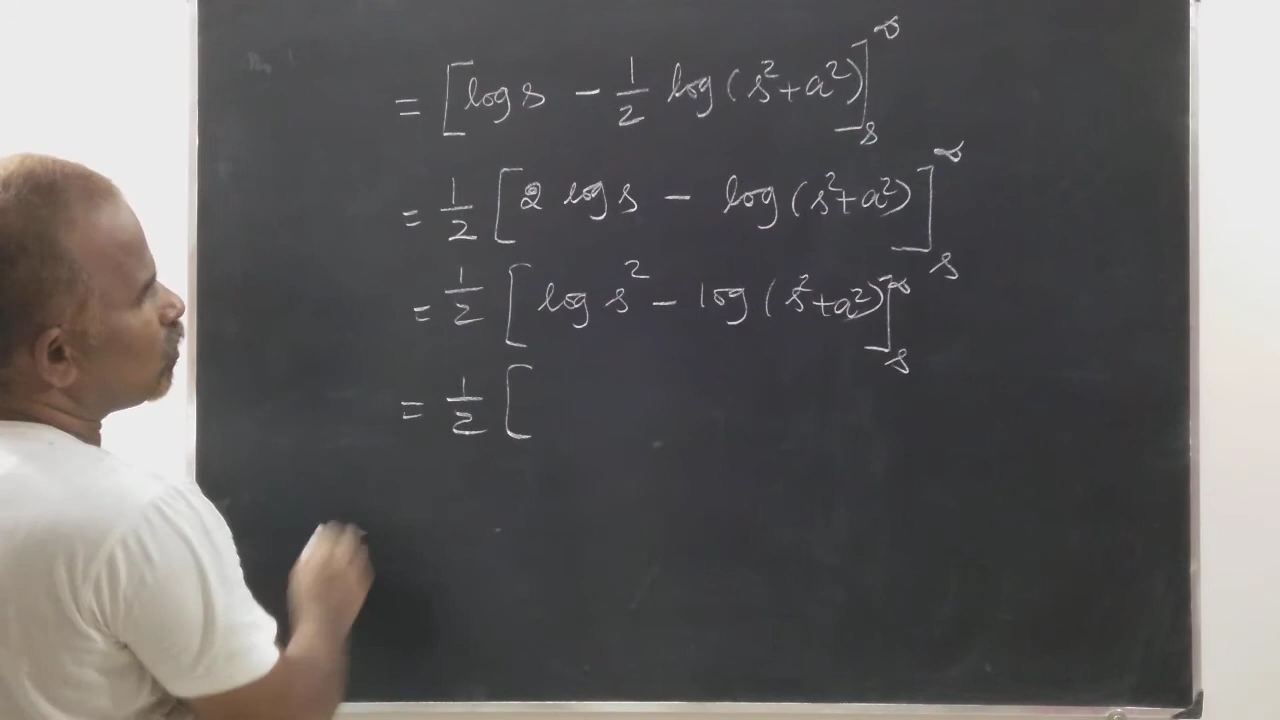 = [log s - 1/2 log (s²+a²)]_s^∞
= 1/2 [2 log s - log (s²+a²)]_s^∞
= 1/2 [log s² - log (s²+a²)]_s^∞
= 1/2 [